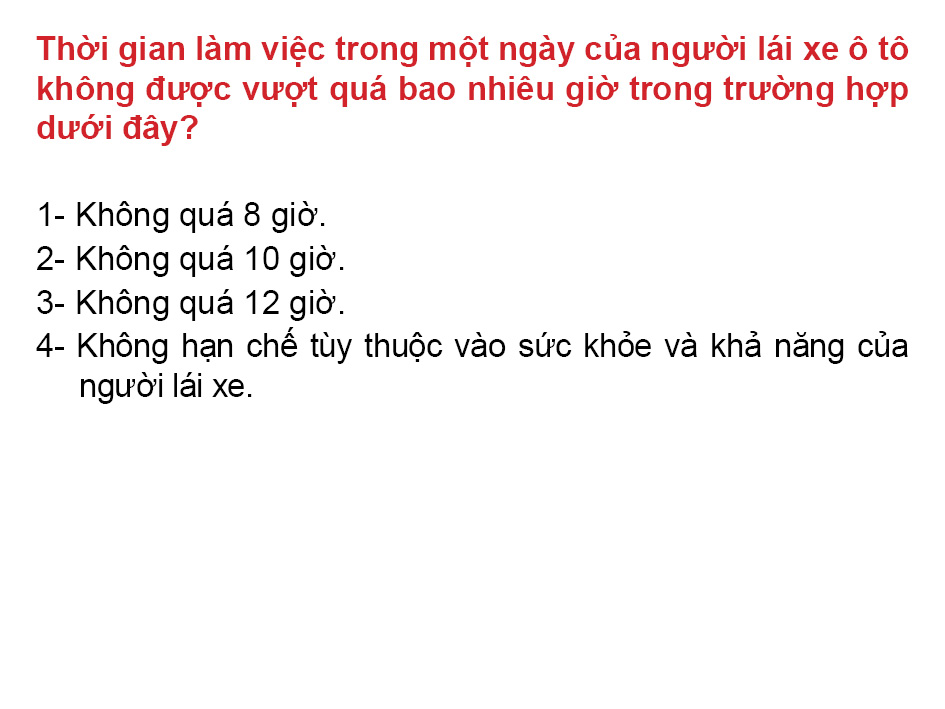 Thời gian làm việc trong một ngày của người lái xe ô tô
không được vượt quá bao nhiêu giờ trong trường hợp
dưới đây?
1- Không quá 8 giờ.
2- Không quá 10 giờ.
3- Không quá 12 giờ.
4- Không hạn chế tùy thuộc vào sức khỏe và khả năng của
người lái xe.